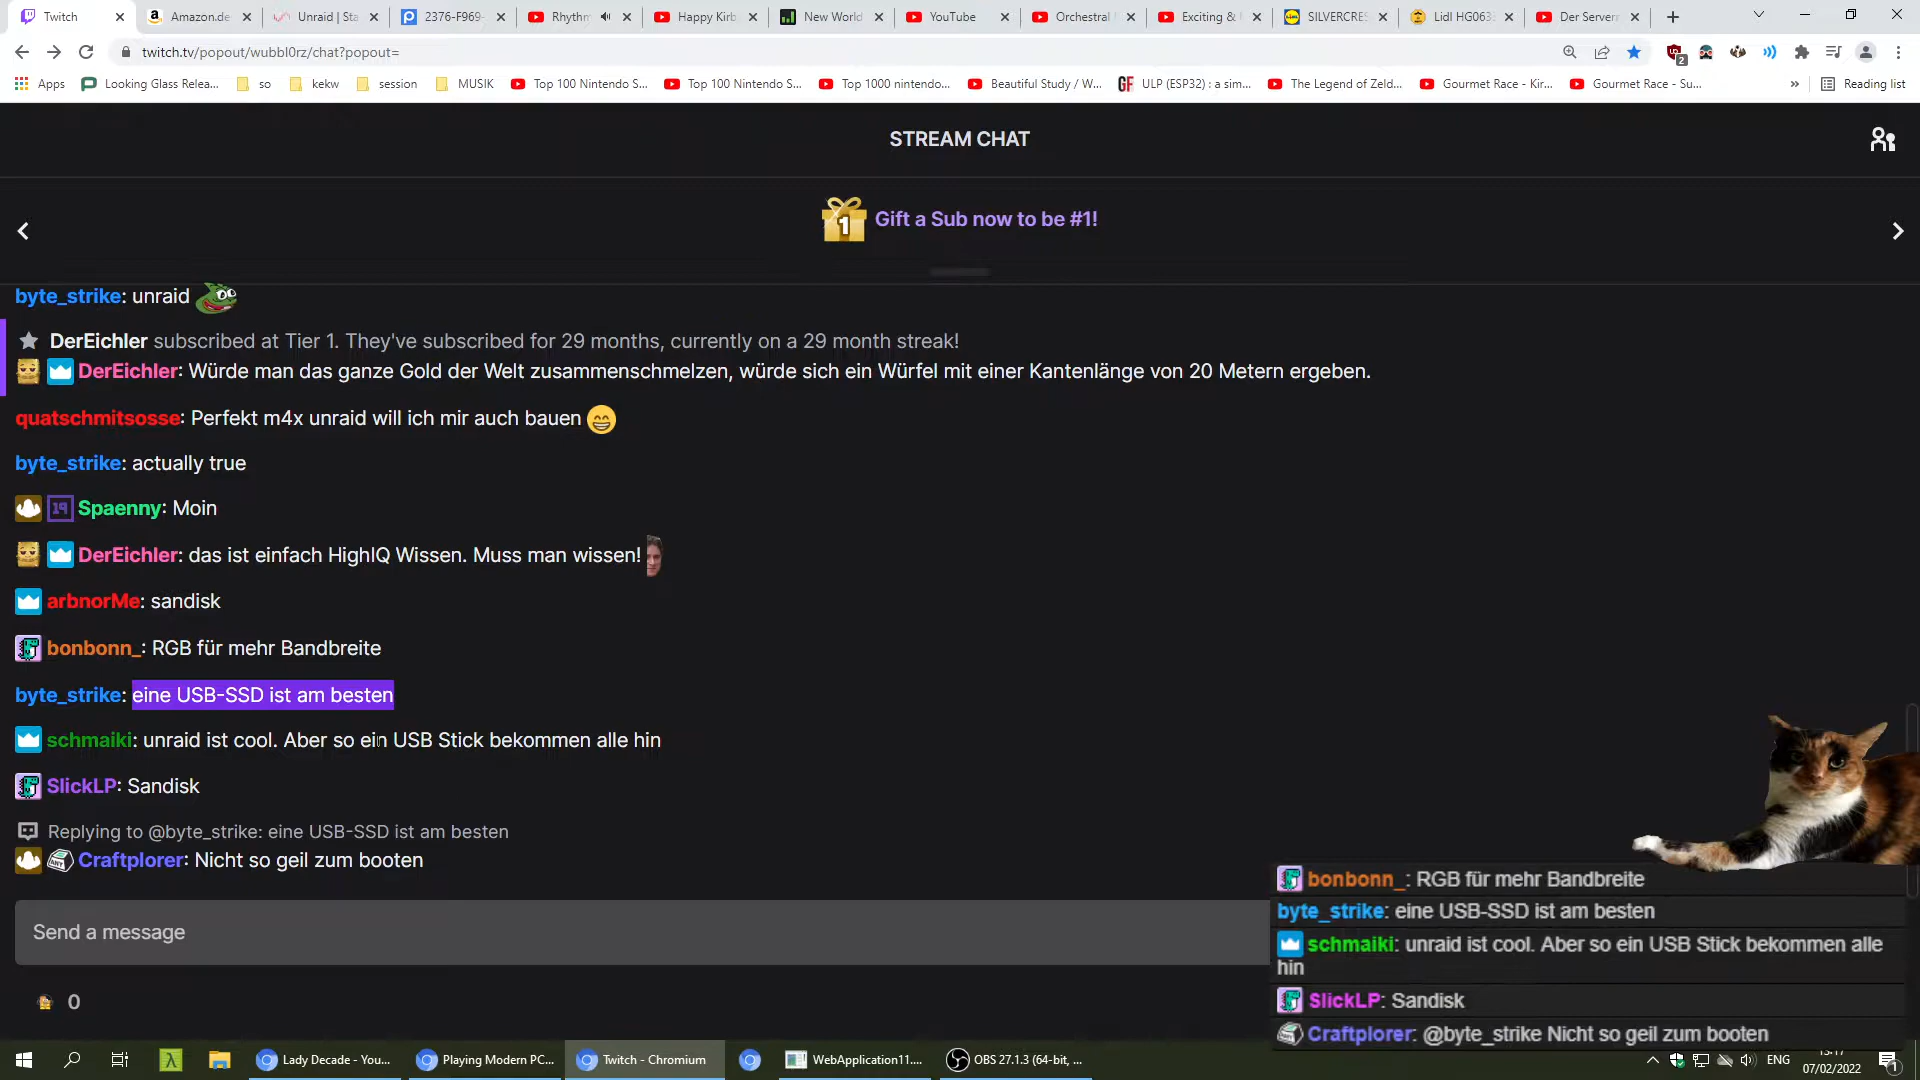 Twitch
Amazon.de
Unraid | Sta
2376-F969-
Rhythm
Happy Kirb
New World
YouTube
Orchestral
Exciting &
SILVERCRES
Lidl HG063
Der Server
twitch.tv/popout/wubbl0rz/chat?popout=
2
Apps
Looking Glass Relea...
so
kekw
session
MUSIK
Top 100 Nintendo S...
Top 100 Nintendo S...
Top 1000 nintendo...
Beautiful Study / W...
GF ULP (ESP32) : a sim...
The Legend of Zeld...
Gourmet Race - Kir...
Gourmet Race - Su...
»
Reading list
STREAM CHAT
1 Gift a Sub now to be #1!
byte_strike: unraid
DerEichler subscribed at Tier 1. They've subscribed for 29 months, currently on a 29 month streak!
DerEichler: Würde man das ganze Gold der Welt zusammenschmelzen, würde sich ein Würfel mit einer Kantenlänge von 20 Metern ergeben.
quatschmitsosse: Perfekt m4x unraid will ich mir auch bauen
byte_strike: actually true
19 Spaenny: Moin
DerEichler: das ist einfach HighIQ Wissen. Muss man wissen!
arbnorMe: sandisk
bonbonn_: RGB für mehr Bandbreite
byte_strike: eine USB-SSD ist am besten
schmaiki: unraid ist cool. Aber so ein USB Stick bekommen alle hin
SlickLP: Sandisk
Replying to @byte_strike: eine USB-SSD ist am besten
Craftplorer: Nicht so geil zum booten
Send a message
0
bonbonn_: RGB für mehr Bandbreite
byte_strike: eine USB-SSD ist am besten
schmaiki: unraid ist cool. Aber so ein USB Stick bekommen alle
hin
SlickLP: Sandisk
Craftplorer: @byte_strike Nicht so geil zum booten
Lady Decade - You...
Playing Modern PC...
Twitch - Chromium
WebApplication11....
OBS 27.1.3 (64-bit, ...
ENG
07/02/2022
1